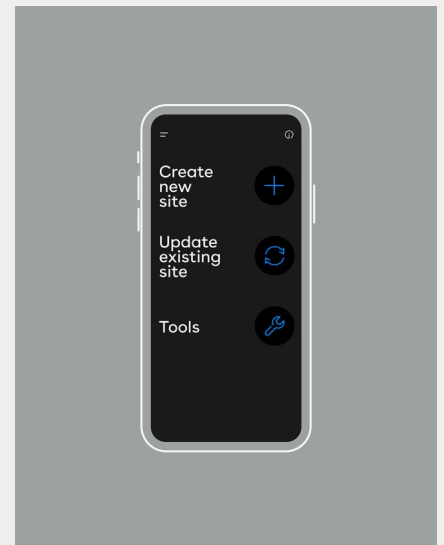 Create
new
site
Update
existing
site
Tools